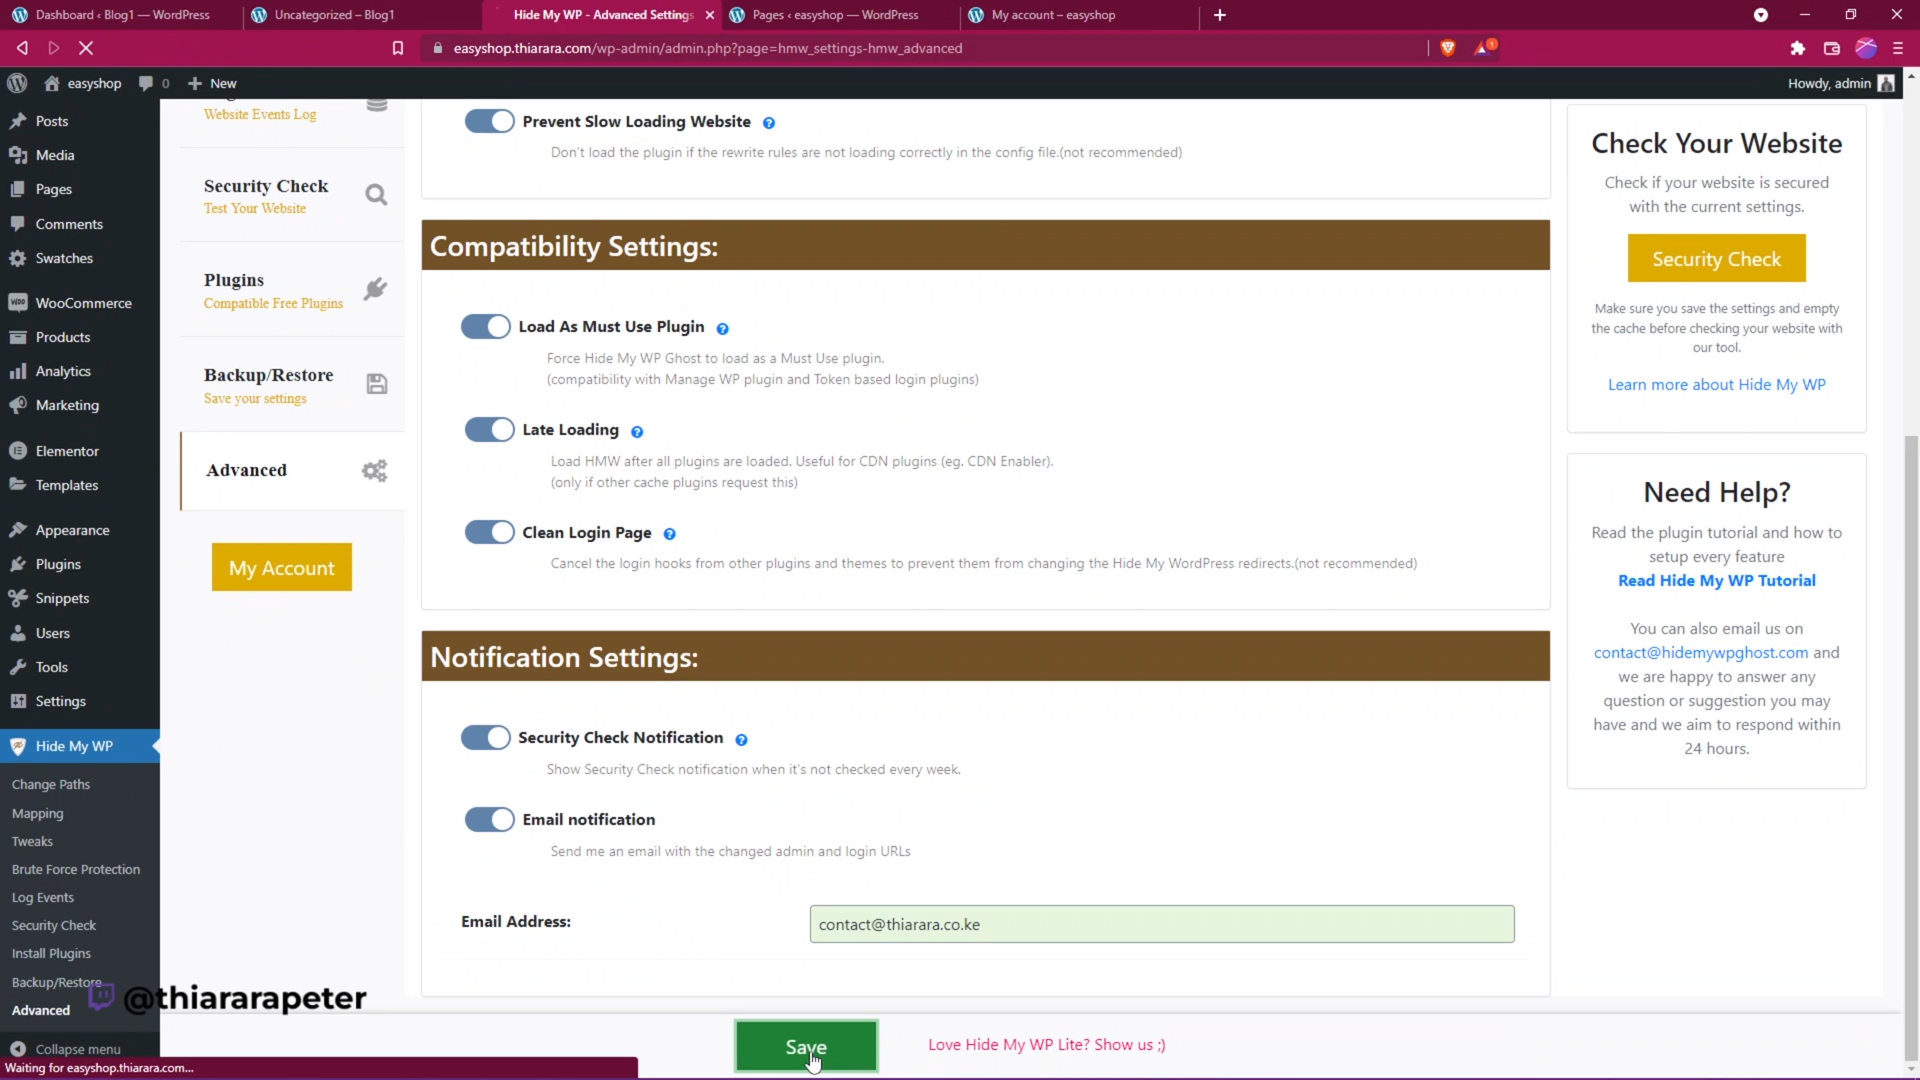 Dashboard ‹ Blog1 — WordPress
Uncategorized – Blog1
Hide My WP - Advanced Settings
Pages ‹ easyshop — WordPress
My account – easyshop
easyshop.thiarara.com/wp-admin/admin.php?page=hmw_settings-hmw_advanced
1
easyshop
0
New
Howdy, admin
Posts
Media
Pages
Comments
Swatches
WooCommerce
Products
Analytics
Marketing
Elementor
Templates
Appearance
Plugins
Snippets
Users
Tools
Settings
Hide My WP
Change Paths
Mapping
Tweaks
Brute Force Protection
Log Events
Security Check
Install Plugins
Backup/Restore
Advanced
Collapse menu
Waiting for easyshop.thiarara.com...
@thiararapeter
Website Events Log
Security Check
Test Your Website
Plugins
Compatible Free Plugins
Backup/Restore
Save your settings
Advanced
My Account
Prevent Slow Loading Website
Don't load the plugin if the rewrite rules are not loading correctly in the config file.(not recommended)
Compatibility Settings:
Load As Must Use Plugin
Force Hide My WP Ghost to load as a Must Use plugin.
(compatibility with Manage WP plugin and Token based login plugins)
Late Loading
Load HMW after all plugins are loaded. Useful for CDN plugins (eg. CDN Enabler).
(only if other cache plugins request this)
Clean Login Page
Cancel the login hooks from other plugins and themes to prevent them from changing the Hide My WordPress redirects.(not recommended)
Notification Settings:
Security Check Notification
Show Security Check notification when it's not checked every week.
Email notification
Send me an email with the changed admin and login URLs
Email Address:
contact@thiarara.co.ke
Save
Love Hide My WP Lite? Show us ;)
Check Your Website
Check if your website is secured
with the current settings.
Security Check
Make sure you save the settings and empty
the cache before checking your website with
our tool.
Learn more about Hide My WP
Need Help?
Read the plugin tutorial and how to
setup every feature
Read Hide My WP Tutorial
You can also email us on
contact@hidemywpghost.com and
we are happy to answer any
question or suggestion you may
have and we aim to respond within
24 hours.